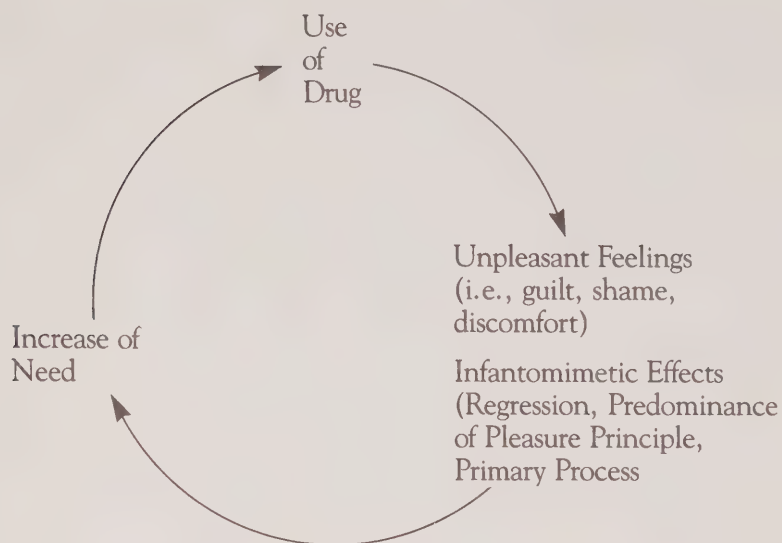 Use
of
Drug
Unpleasant Feelings
(i.e., guilt, shame,
discomfort)
Increase of
Need
Infantomimetic Effects
(Regression, Predominance
of Pleasure Principle,
Primary Process